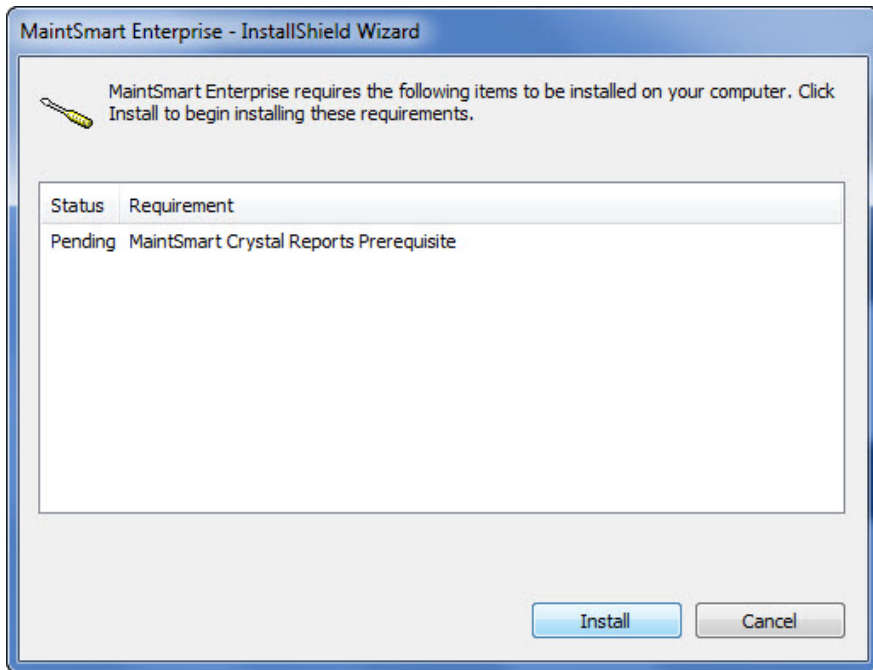 MaintSmart Enterprise - InstallShield Wizard
MaintSmart Enterprise requires the following items to be installed on your computer. Click
Install to begin installing these requirements.
Status Requirement
Pending MaintSmart Crystal Reports Prerequisite
Install Cancel